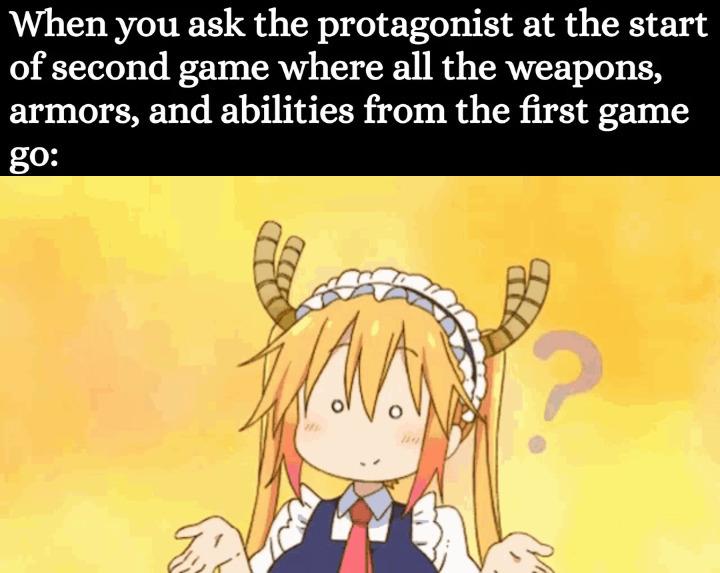 When you ask the protagonist at the start
of second game where all the weapons,
armors, and abilities from the first game
go:
?